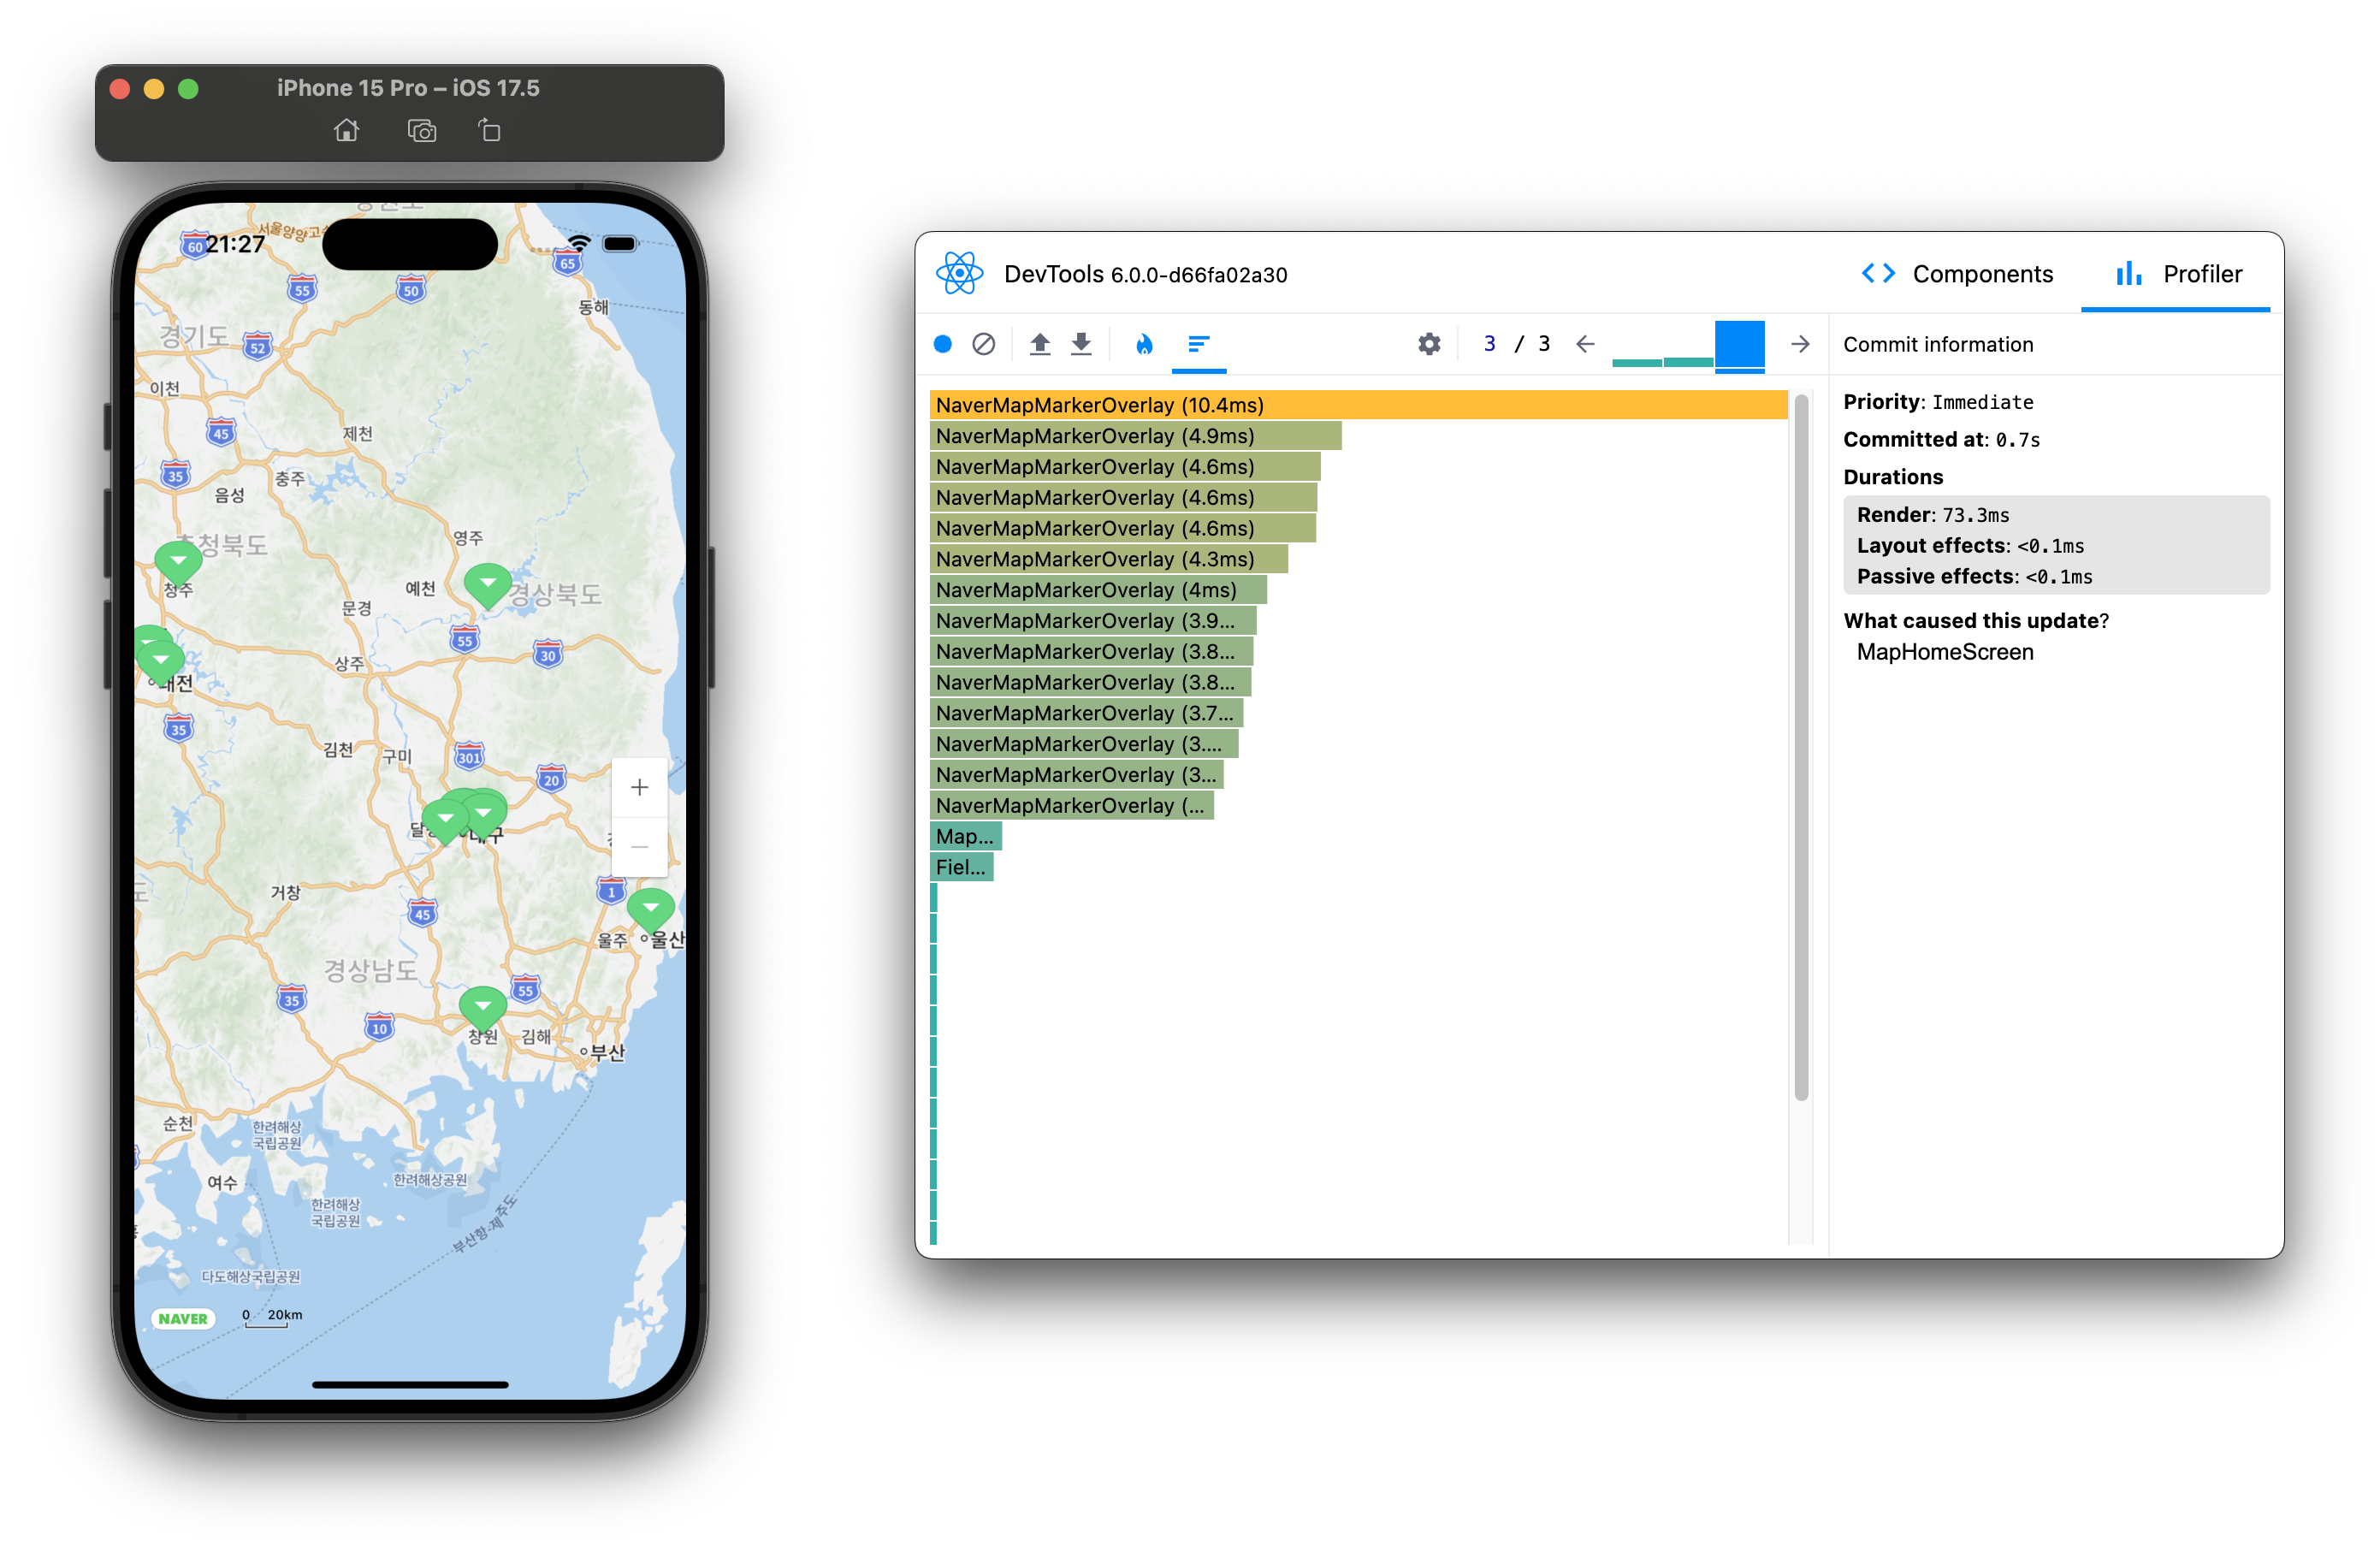 iPhone 15 Pro – iOS 17.5
서울양양고
60
21:27
65
55
50
동해
경기도
52
이천
45
제천
35
충주
음성
영주
충청북도
예천
경상북도
청주
문경
55
30
상주
대전
35
김천
구미
301
20
대구
거창
1
45
울주
울산
경상남도
35
55
10
창원
김해
부산
순천
한려해상
국립공원
여수
한려해상공원
한려해상
국립공원
부산항-제주도
다도해상국립공원
NAVER
0 20km
DevTools 6.0.0-d66fa02a30
Components
Profiler
3 / 3
Commit information
NaverMapMarkerOverlay (10.4ms)
NaverMapMarkerOverlay (4.9ms)
NaverMapMarkerOverlay (4.6ms)
NaverMapMarkerOverlay (4.6ms)
NaverMapMarkerOverlay (4.6ms)
NaverMapMarkerOverlay (4.3ms)
NaverMapMarkerOverlay (4ms)
NaverMapMarkerOverlay (3.9...
NaverMapMarkerOverlay (3.8...
NaverMapMarkerOverlay (3.8...
NaverMapMarkerOverlay (3.7...
NaverMapMarkerOverlay (3....
NaverMapMarkerOverlay (3...
NaverMapMarkerOverlay (...
Map...
Fiel...
Priority: Immediate
Committed at: 0.7s
Durations
Render: 73.3ms
Layout effects: <0.1ms
Passive effects: <0.1ms
What caused this update?
MapHomeScreen